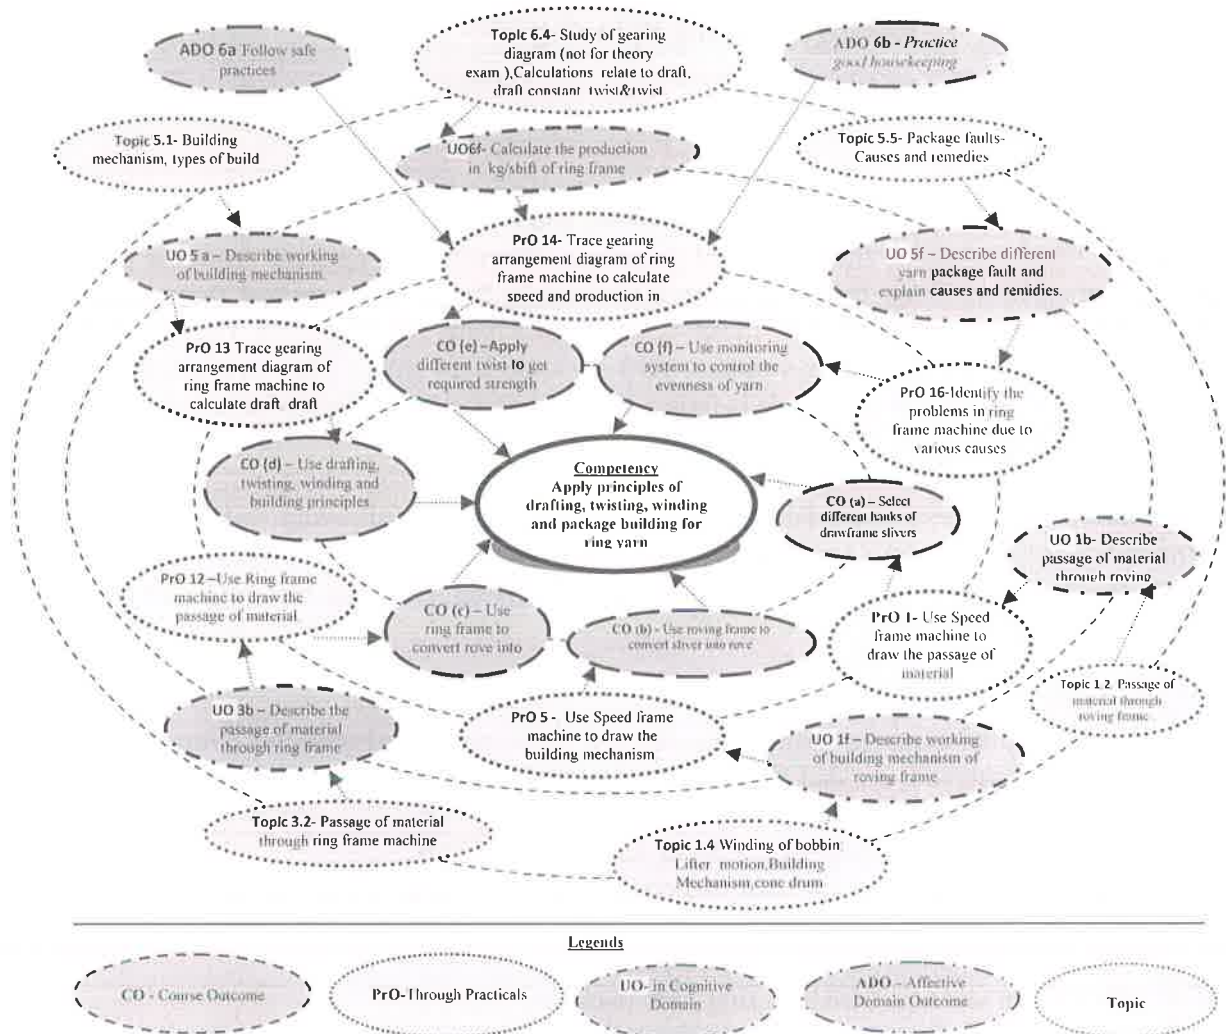 ADO 6a Follow safe
practices
Topic 6.4- Study of gearing
diagram (not for theory
exam ),Calculations relate to draft,
draft constant, twist&twist
ADO 6b - Practice
good housekeeping
Topic 5.1- Building
mechanism, types of build
UO6f- Calculate the production
in kg/shift of ring frame
Topic 5.5- Package faults-
Causes and remedies
UO 5a – Describe working
of building mechanism.
PrO 14- Trace gearing
arrangement diagram of ring
frame machine to calculate
speed and production in
UO 5f – Describe different
yarn package fault and
explain causes and remidies.
PrO 13 Trace gearing
arrangement diagram of
ring frame machine to
calculate draft, draft
CO (e) –Apply
different twist to get
required strength
CO (f) – Use monitoring
system to control the
evenness of yarn
PrO 16-Identify the
problems in ring
frame machine due to
various causes
CO (d) – Use drafting,
twisting, winding and
building principles
Competency
Apply principles of
drafting, twisting, winding
and package building for
ring yarn
CO (a) – Select
different hanks of
drawframe slivers
UO 1b- Describe
passage of material
through roving
PrO 12 –Use Ring frame
machine to draw the
passage of material
CO (c) – Use
ring frame to
convert rove into
CO (b) - Use roving frame to
convert sliver into rove
PrO 1- Use Speed
frame machine to
draw the passage of
material
Topic 1.2. Passage of
material through
roving frame
UO 3b – Describe the
passage of material
through ring frame
PrO 5 - Use Speed frame
machine to draw the
building mechanism
UO 1f – Describe working
of building mechanism of
roving frame
Topic 3.2- Passage of material
through ring frame machine
Topic 1.4 Winding of bobbin:
Lifter motion,Building
Mechanism,cone drum
Legends
CO - Course Outcome
PrO-Through Practicals
UO- in Cognitive
Domain
ADO - Affective
Domain Outcome
Topic